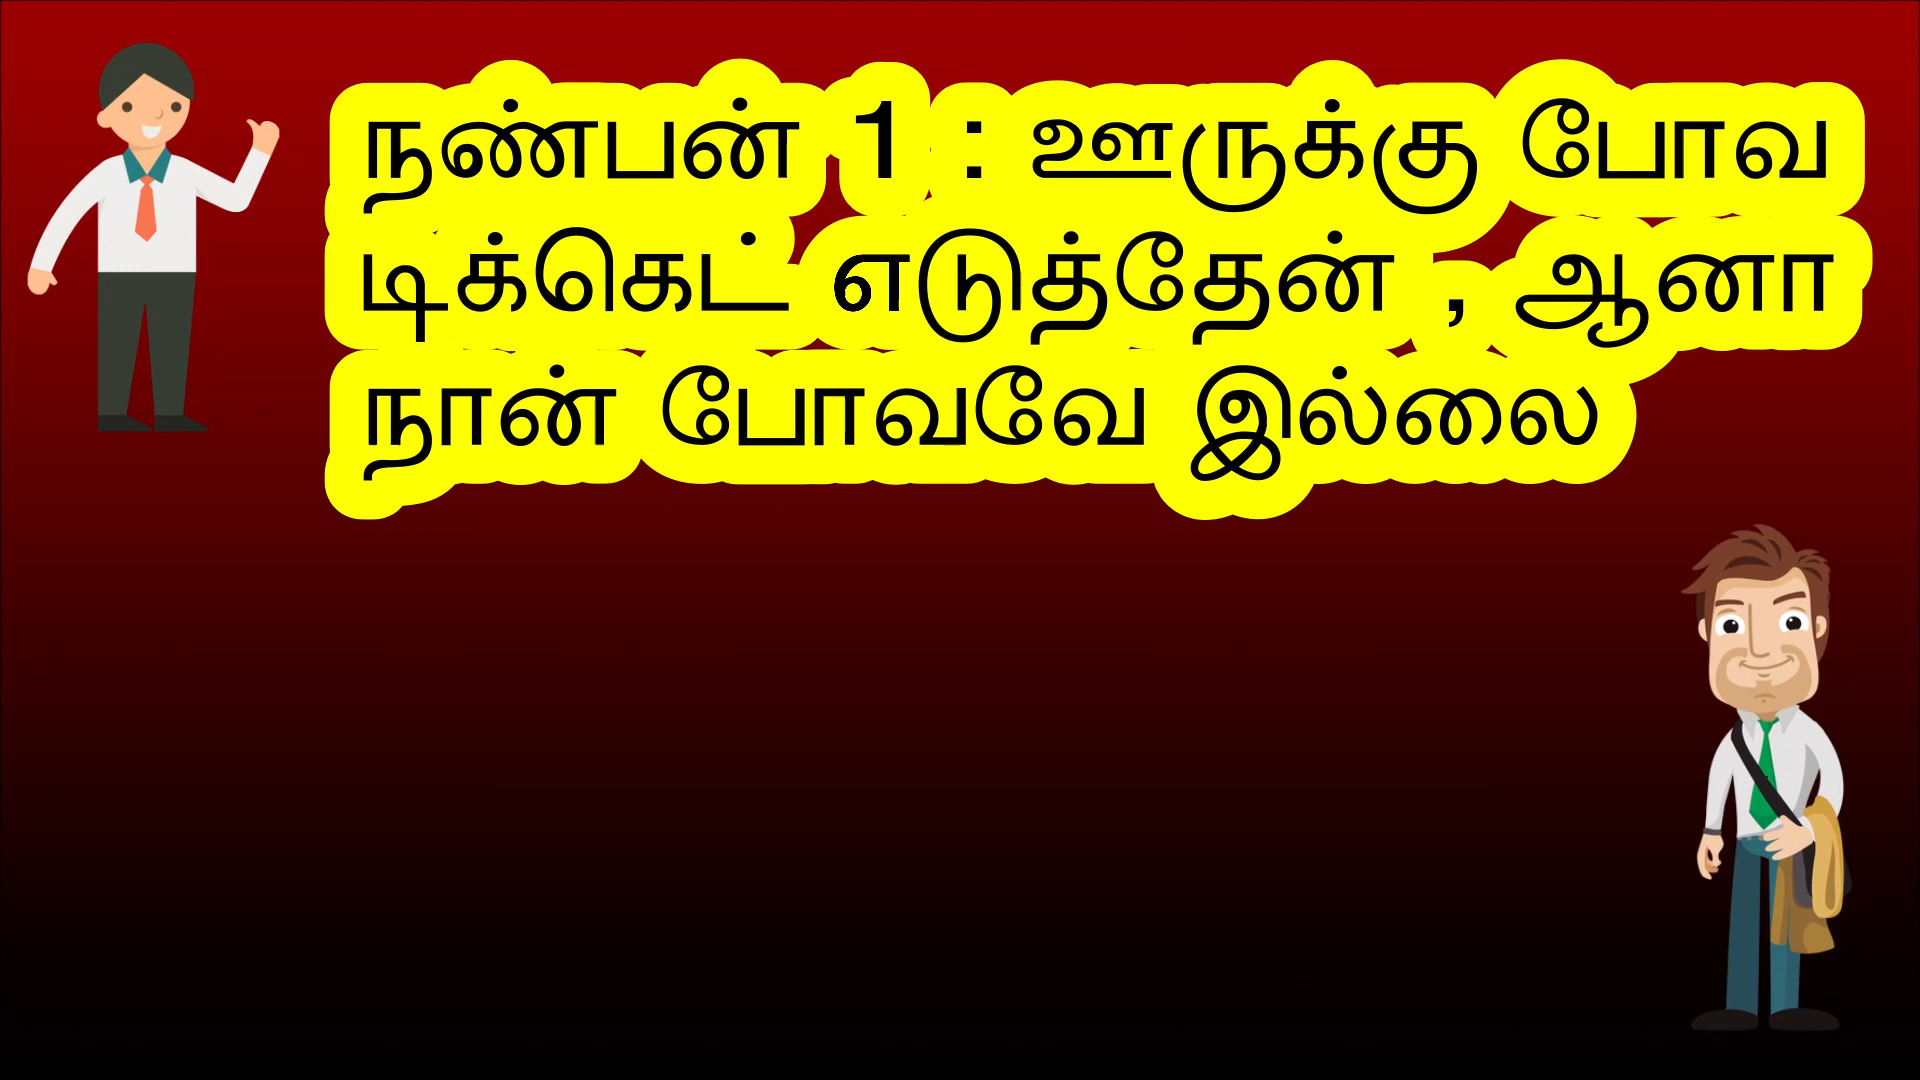 நண்பன் 1 : ஊருக்கு போவ
டிக்கெட் எடுத்தேன் , ஆனா
நான் போவவே இல்லை